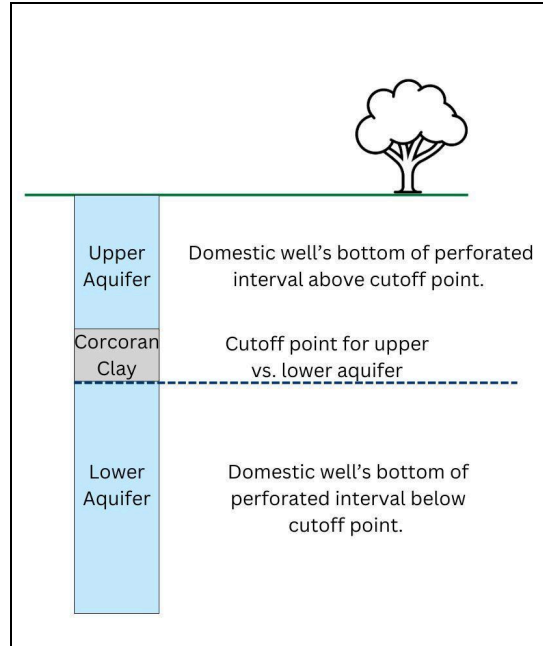 Upper
Aquifer
Domestic well's bottom of perforated
interval above cutoff point.
Corcoran
Clay
Cutoff point for upper
vs. lower aquifer
Lower
Aquifer
Domestic well's bottom of
perforated interval below
cutoff point.